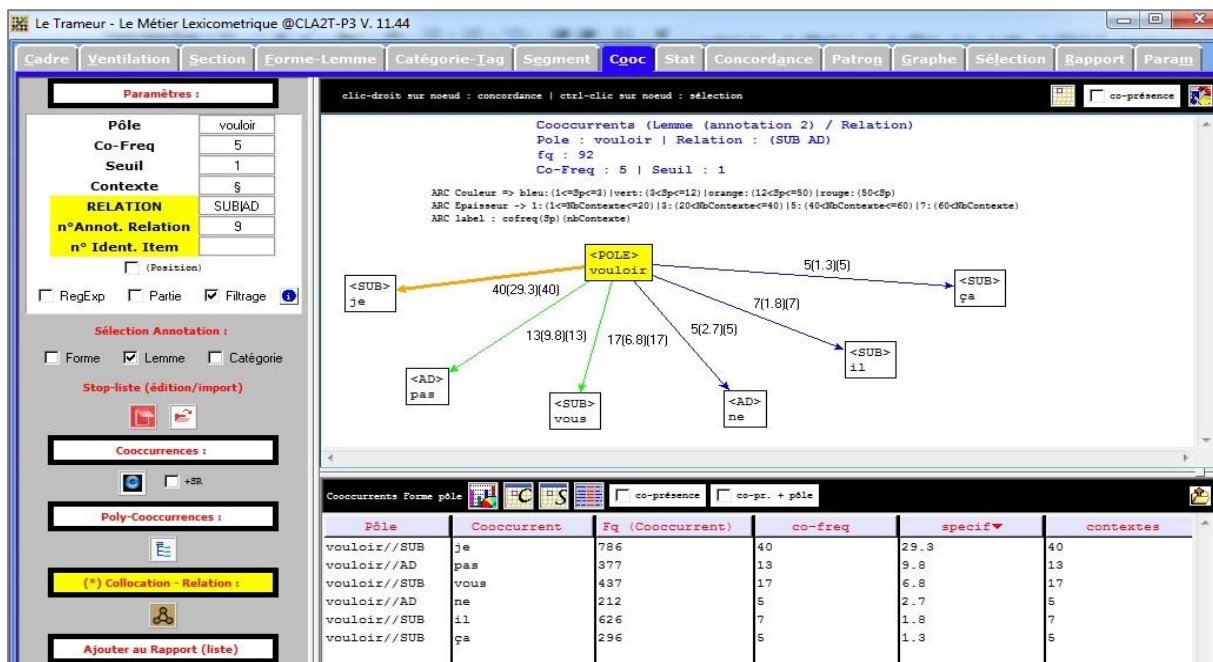 Le Trameur - Le Métier Lexicometrique @CLA2T-P3 V. 11.44
Cadre Ventilation Section Forme-Lemme Catégorie-Tag Segment Cooc Stat Concordance Patron Graphe Sélection Rapport Param
Paramètres :
Pôle vouloir
Co-Freq 5
Seuil 1
Contexte §
RELATION SUB|AD
n°Annot. Relation 9
n° Ident. Item
(Position)
RegExp Partie Filtrage i
Sélection Annotation :
Forme Lemme Catégorie
Stop-liste (édition/import)
Cooccurrences :
+SR
Poly-Cooccurrences :
(*) Collocation - Relation :
Ajouter au Rapport (liste)
clic-droit sur noeud : concordance | ctrl-clic sur noeud : sélection
co-présence
Cooccurrents (Lemme (annotation 2) / Relation)
Pole : vouloir | Relation : (SUB AD)
fq : 92
Co-Freq : 5 | Seuil : 1
ARC Couleur => bleu:(1<=Sp<=3)|vert:(3<Sp<=12)|orange:(12<Sp<=50)|rouge:(50<Sp)
ARC Epaisseur => 1:(1<=NbContexte<=20)|3:(20<NbContexte<=40)|5:(40<NbContexte<=60)|7:(60<NbContexte)
ARC label : cofreq(Sp)(nbContexte)
<POLE>
vouloir
5(1.3)(5)
<SUB>
ça
<SUB>
je
40(29.3)(40)
7(1.8)(7)
13(9.8)(13)
17(6.8)(17)
5(2.7)(5)
<SUB>
il
<AD>
pas
<SUB>
vous
<AD>
ne
Cooccurrents Forme pôle C S co-présence co-pr. + pôle
Pôle Cooccurrent Fq (Cooccurrent) co-freq specif▼ contextes
vouloir//SUB je 786 40 29.3 40
vouloir//AD pas 377 13 9.8 13
vouloir//SUB vous 437 17 6.8 17
vouloir//AD ne 212 5 2.7 5
vouloir//SUB il 626 7 1.8 7
vouloir//SUB ça 296 5 1.3 5